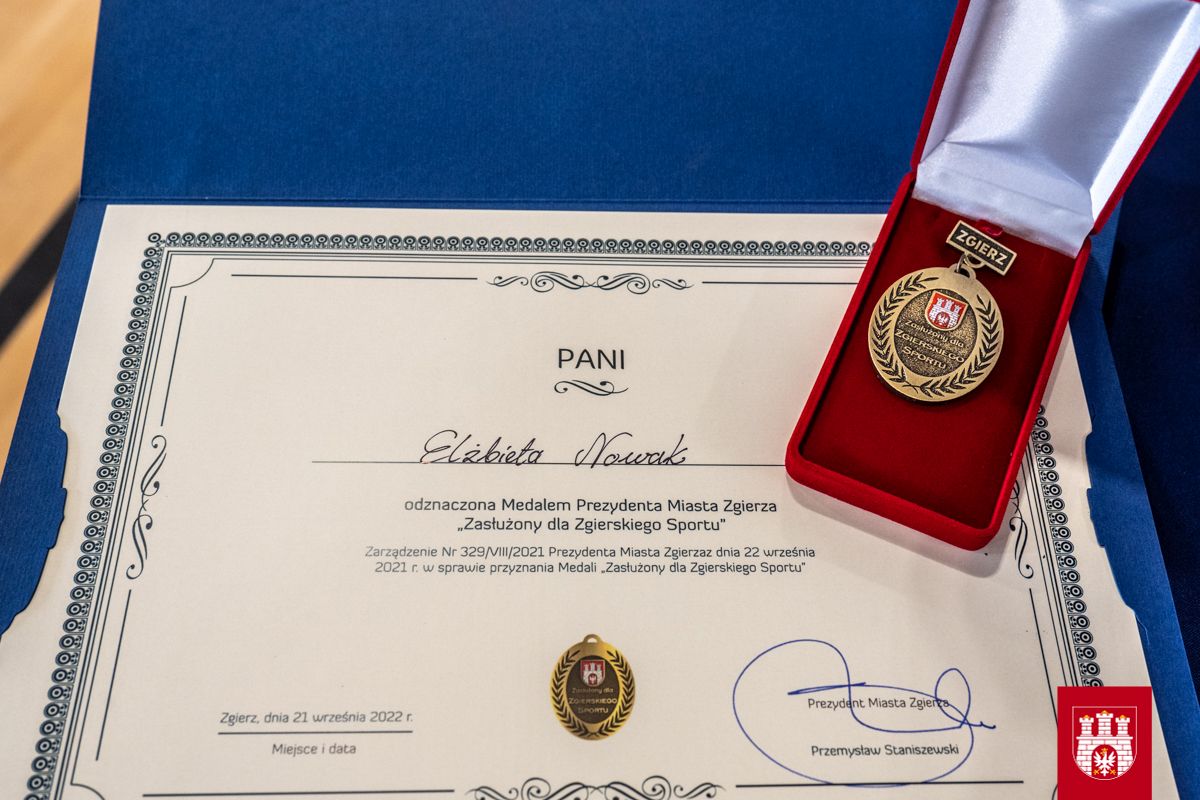 ZGIERZ
Zasłużony dla
ZGIERSKIEGO
SPORTU
PANI
Elżbieta Nowak
odznaczona Medalem Prezydenta Miasta Zgierza
„Zasłużony dla Zgierskiego Sportu”
Zarządzenie Nr 329/VIII/2021 Prezydenta Miasta Zgierzaz dnia 22 września
2021 r. w sprawie przyznania Medali „Zasłużony dla Zgierskiego Sportu”
Zasłużony dla
ZGIERSKIEGO
SPORTU
Zgierz, dnia 21 września 2022 r.
Miejsce i data
Prezydent Miasta Zgierza
Przemysław Staniszewski